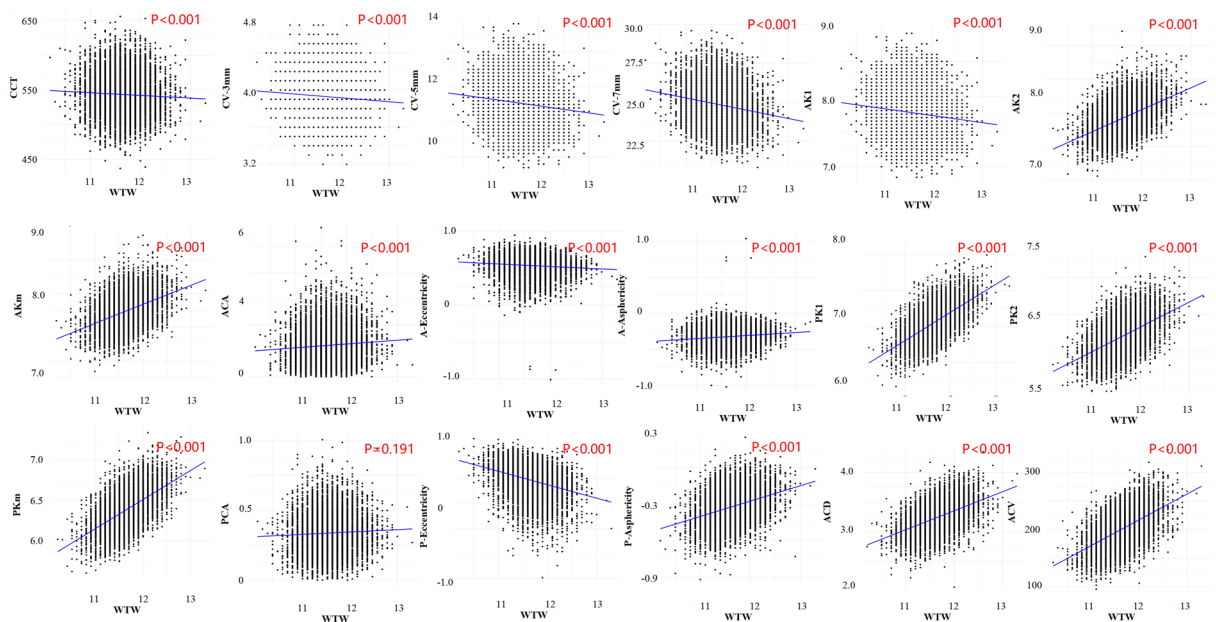 P<0.001
650
550
450
CCT
11 12 13
WTW
P<0.001
4.8
4.0
3.2
CV-3mm
11 12 13
WTW
P<0.001
14
12
10
CV-5mm
11 12 13
WTW
P<0.001
30.0
27.5
25.0
22.5
CV-7mm
11 12 13
WTW
P<0.001
9.0
8.0
7.0
AK1
11 12 13
WTW
P<0.001
9.0
8.0
7.0
AK2
11 12 13
WTW
P<0.001
9.0
8.0
7.0
AKm
11 12 13
WTW
P<0.001
6
4
2
0
ACA
11 12 13
WTW
P<0.001
1.0
0
-1.0
A-Eccentricity
11 12 13
WTW
P<0.001
1.0
0
-1.0
A-Asphericity
11 12 13
WTW
P<0.001
8.0
7.0
6.0
PK1
11 12 13
WTW
P<0.001
7.5
6.5
5.5
PK2
11 12 13
WTW
P<0.001
7.0
6.5
6.0
PKm
11 12 13
WTW
P=0.191
1.0
0.5
0
PCA
11 12 13
WTW
P<0.001
1.0
0
-1.0
P-Eccentricity
11 12 13
WTW
P<0.001
0.3
-0.3
-0.9
P-Asphericity
11 12 13
WTW
P<0.001
4.0
3.0
2.0
ACD
11 12 13
WTW
P<0.001
300
200
100
ACV
11 12 13
WTW